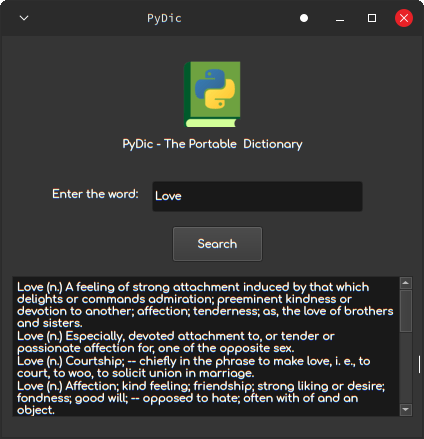 PyDic
PyDic - The Portable Dictionary
Enter the word: Love
Search
Love (n.) A feeling of strong attachment induced by that which
delights or commands admiration; preeminent kindness or
devotion to another; affection; tenderness; as, the love of brothers
and sisters.
Love (n.) Especially, devoted attachment to, or tender or
passionate affection for, one of the opposite sex.
Love (n.) Courtship; -- chiefly in the phrase to make love, i. e., to
court, to woo, to solicit union in marriage.
Love (n.) Affection; kind feeling; friendship; strong liking or desire;
fondness; good will; -- opposed to hate; often with of and an
object.